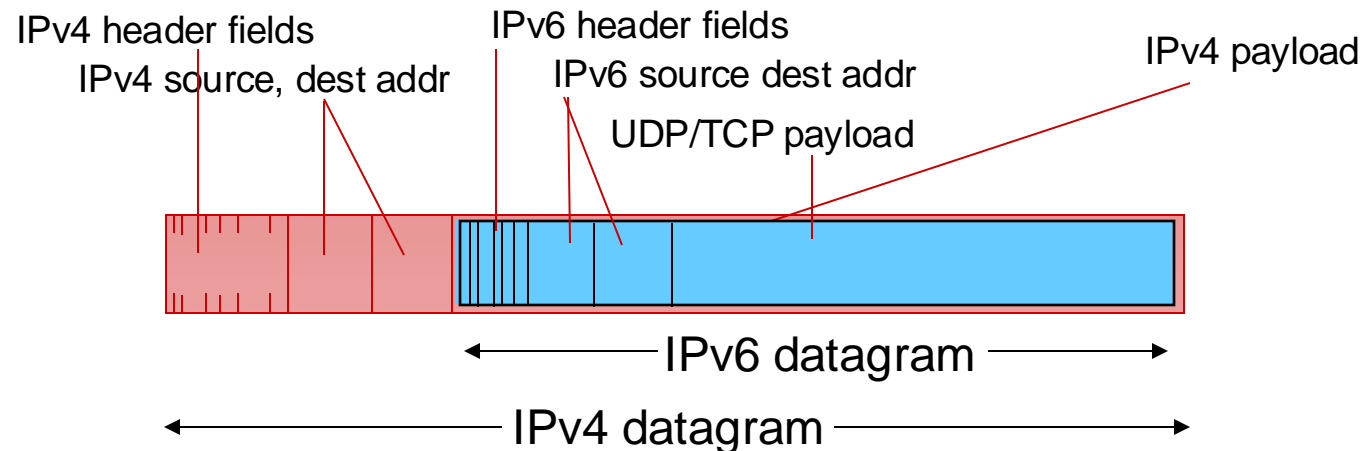 IPv4 header fields
IPv6 header fields
IPv4 payload
IPv4 source, dest addr
IPv6 source dest addr
UDP/TCP payload
IPv6 datagram
IPv4 datagram